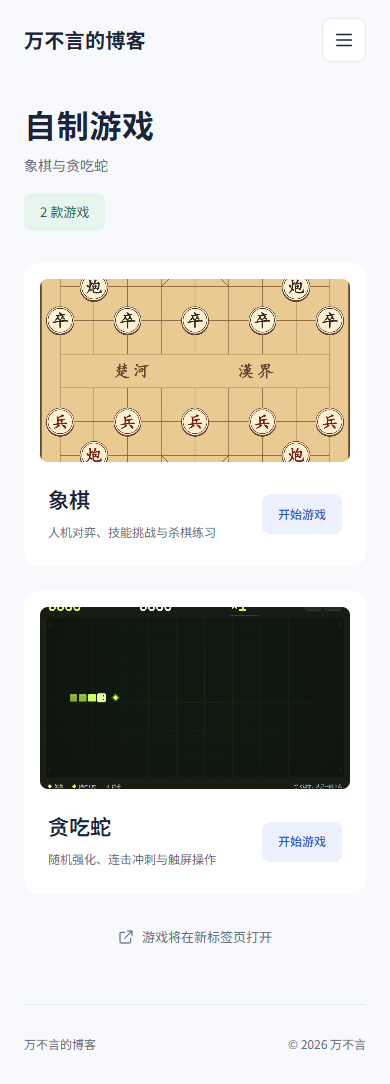 万不言的博客
自制游戏
象棋与贪吃蛇
2 款游戏
炮 炮
卒 卒 卒 卒 卒
楚河 漢界
兵 兵 兵 兵 兵
炮 炮
象棋
人机对弈、技能挑战与杀棋练习
开始游戏
贪吃蛇
随机强化、连击冲刺与触屏操作
开始游戏
游戏将在新标签页打开
万不言的博客
© 2026 万不言